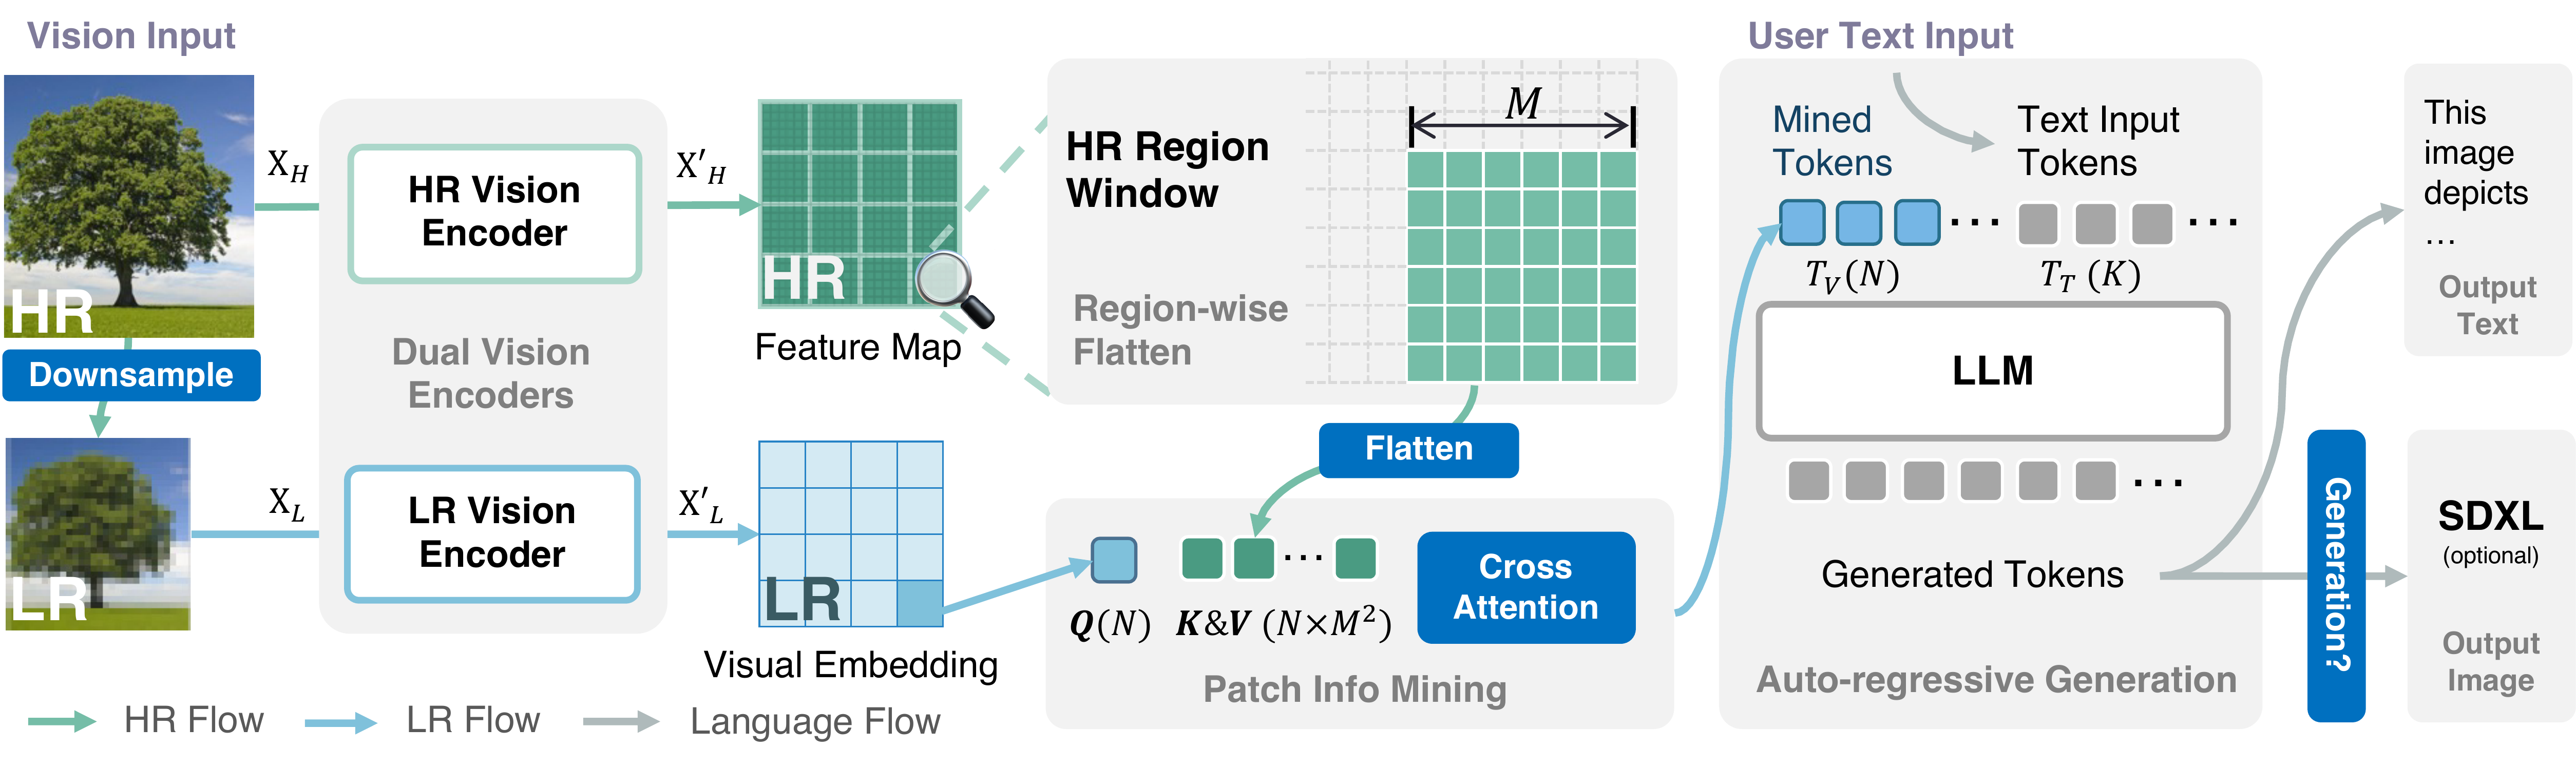 Vision Input
HR
Downsample
LR
X_H
X_L
HR Vision
Encoder
Dual Vision
Encoders
LR Vision
Encoder
X′_H
X′_L
HR
Feature Map
LR
Visual Embedding
HR Flow
LR Flow
Language Flow
HR Region
Window
M
Region-wise
Flatten
Flatten
Q(N)
K&V (N×M²)
Cross
Attention
Patch Info Mining
User Text Input
Mined
Tokens
Text Input
Tokens
...
...
T_V(N)
T_T (K)
LLM
...
Generated Tokens
Auto-regressive Generation
Generation?
This
image
depicts
...
Output
Text
SDXL
(optional)
Output
Image